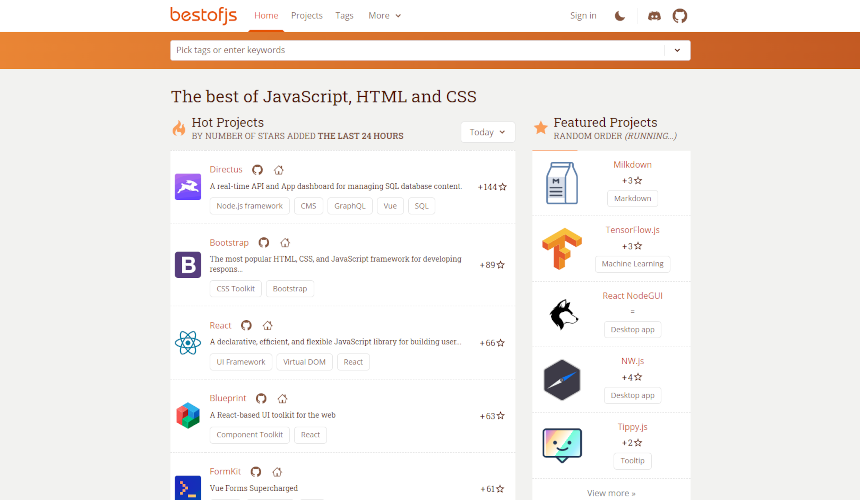 bestofjs
Home Projects Tags More
Sign in
Pick tags or enter keywords
The best of JavaScript, HTML and CSS
Hot Projects
BY NUMBER OF STARS ADDED THE LAST 24 HOURS
Today
Directus
A real-time API and App dashboard for managing SQL database content.
+144
Node.js framework CMS GraphQL Vue SQL
Bootstrap
The most popular HTML, CSS, and JavaScript framework for developing
respons...
+89
CSS Toolkit Bootstrap
B
React
A declarative, efficient, and flexible JavaScript library for building user...
+66
UI Framework Virtual DOM React
Blueprint
A React-based UI toolkit for the web
+63
Component Toolkit React
FormKit
Vue Forms Supercharged
+61
Featured Projects
RANDOM ORDER (RUNNING...)
Milkdown
+3
Markdown
M
TensorFlow.js
+3
Machine Learning
React NodeGUI
=
Desktop app
NW.js
+4
Desktop app
Tippy.js
+2
Tooltip
View more »